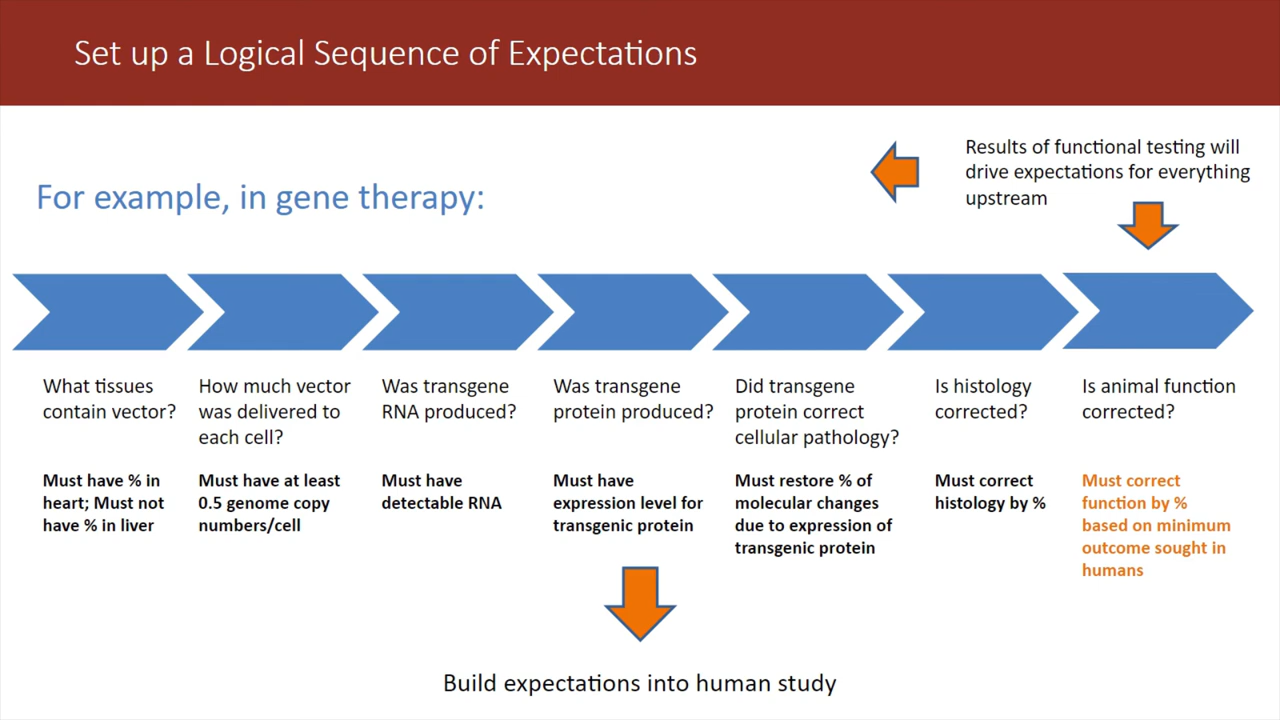 Set up a Logical Sequence of Expectations
Results of functional testing will
drive expectations for everything
upstream
For example, in gene therapy:
What tissues
contain vector?
How much vector
was delivered to
each cell?
Was transgene
RNA produced?
Was transgene
protein produced?
Did transgene
protein correct
cellular pathology?
Is histology
corrected?
Is animal function
corrected?
Must have % in
heart; Must not
have % in liver
Must have at least
0.5 genome copy
numbers/cell
Must have
detectable RNA
Must have
expression level for
transgenic protein
Must restore % of
molecular changes
due to expression of
transgenic protein
Must correct
histology by %
Must correct
function by %
based on minimum
outcome sought in
humans
Build expectations into human study